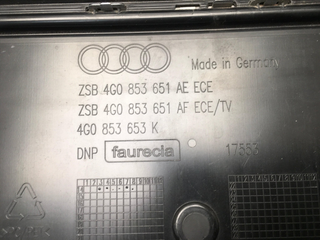 Made in Germany
ZSB 4G0 853 651 AE ECE
ZSB 4G0 853 651 AF ECE/TV
4G0 853 653 K
DNP faurecia 17553